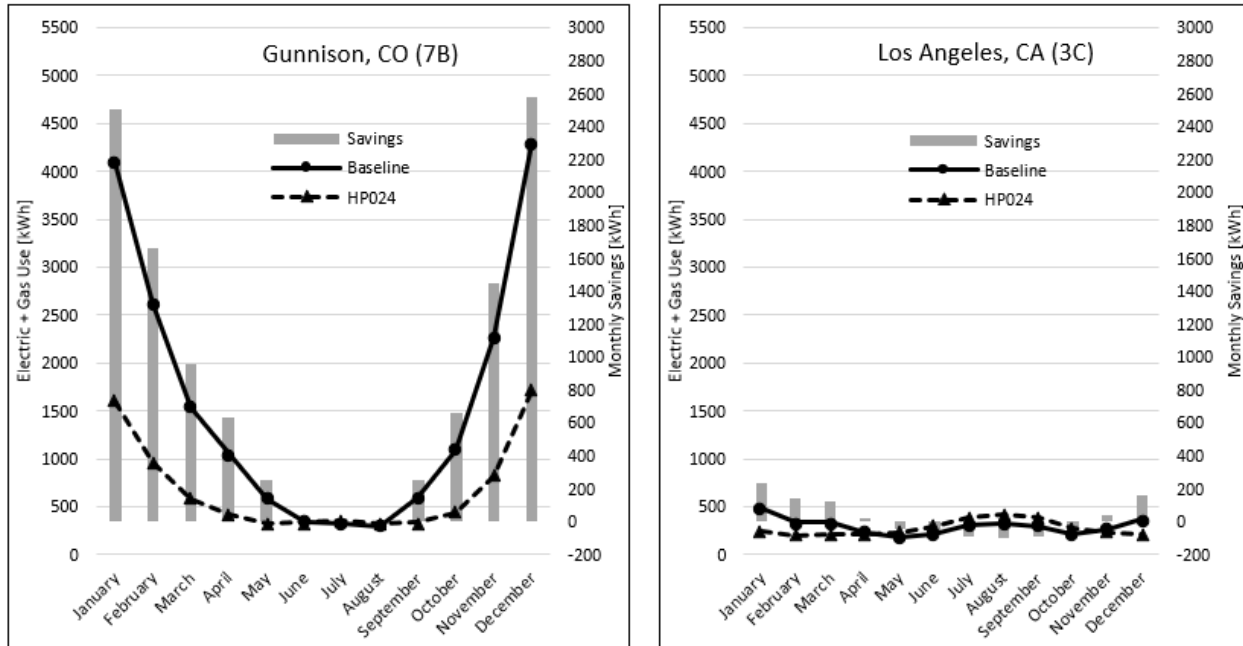 Gunnison, CO (7B)
Electric + Gas Use [kWh]
5500
5000
4500
4000
3500
3000
2500
2000
1500
1000
500
0
Savings
Baseline
HP024
3000
2800
2600
2400
2200
2000
1800
1600
1400
1200
1000
800
600
400
200
0
-200
Monthly Savings [kWh]
January
February
March
April
May
June
July
August
September
October
November
December
Los Angeles, CA (3C)
Electric + Gas Use [kWh]
5500
5000
4500
4000
3500
3000
2500
2000
1500
1000
500
0
Savings
Baseline
HP024
3000
2800
2600
2400
2200
2000
1800
1600
1400
1200
1000
800
600
400
200
0
-200
Monthly Savings [kWh]
January
February
March
April
May
June
July
August
September
October
November
December